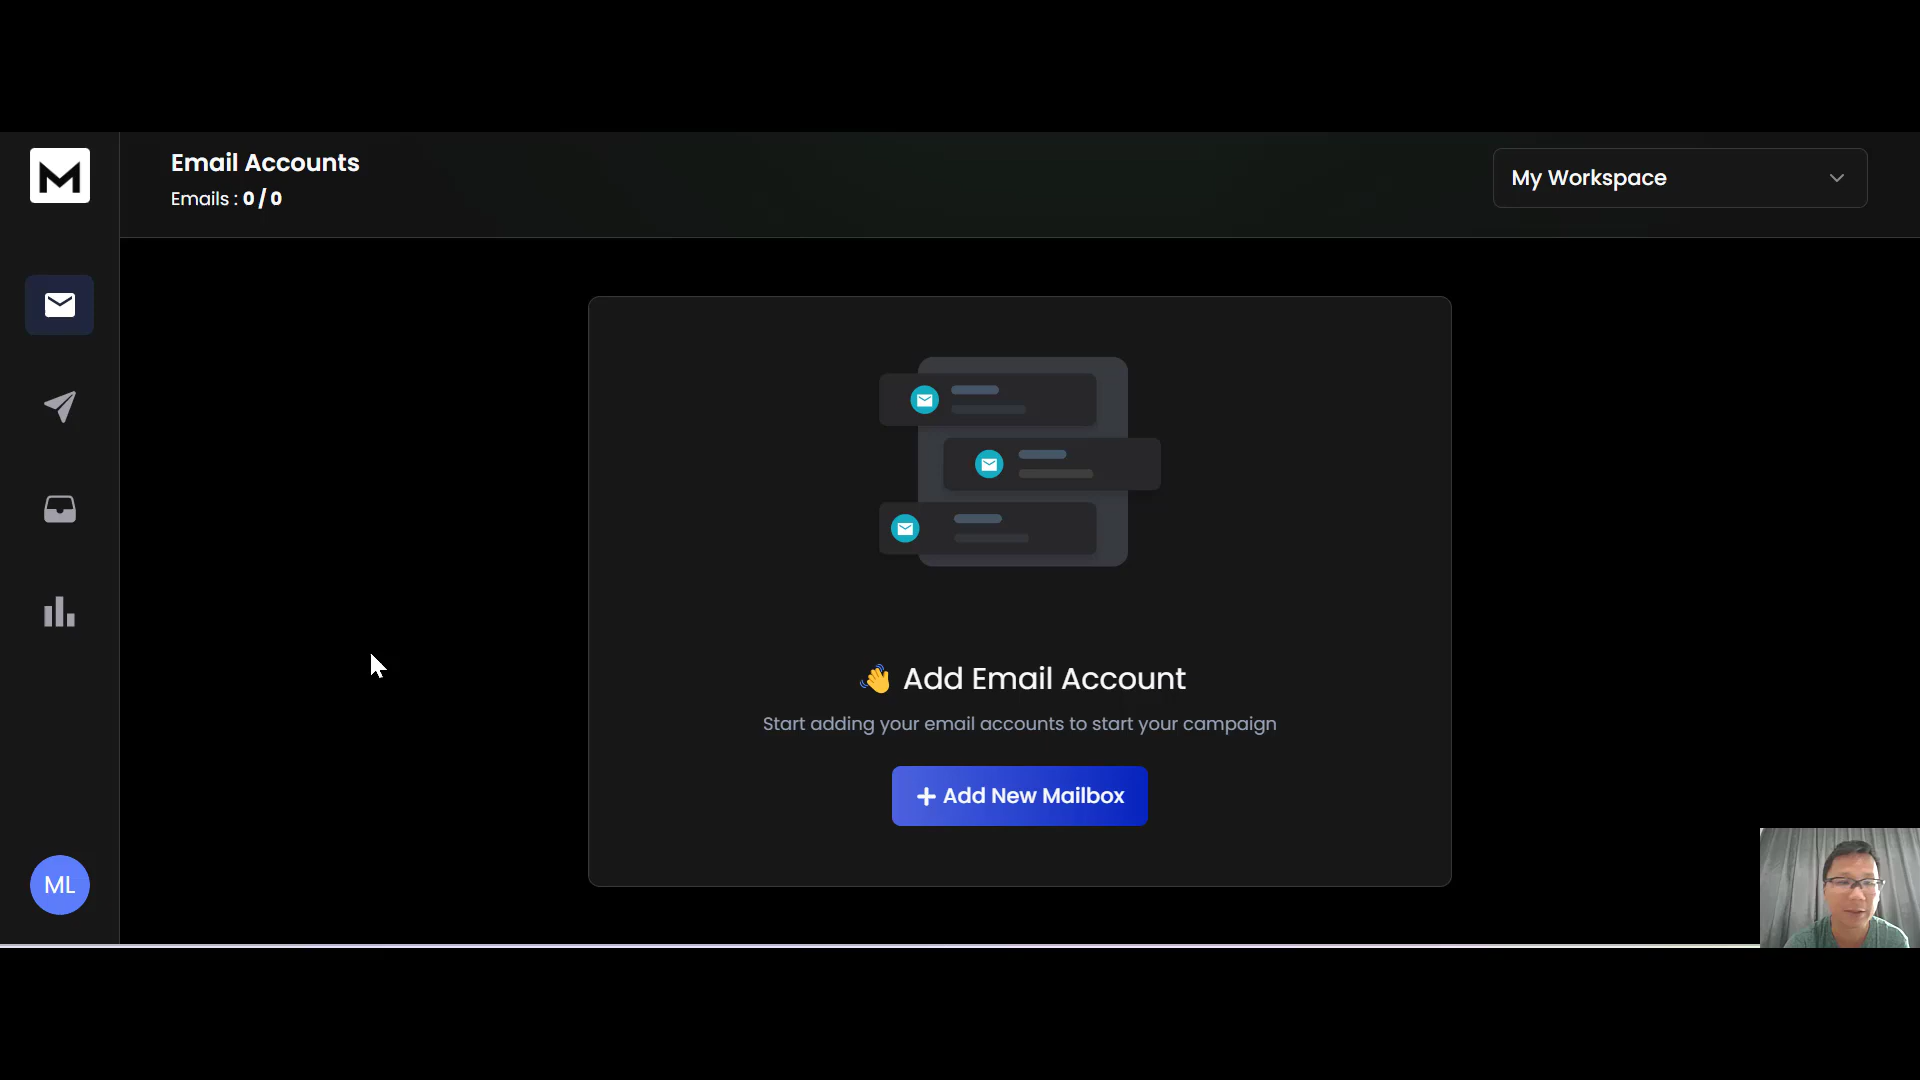 M
Email Accounts
My Workspace
Emails : 0 / 0
👋 Add Email Account
Start adding your email accounts to start your campaign
+ Add New Mailbox
ML